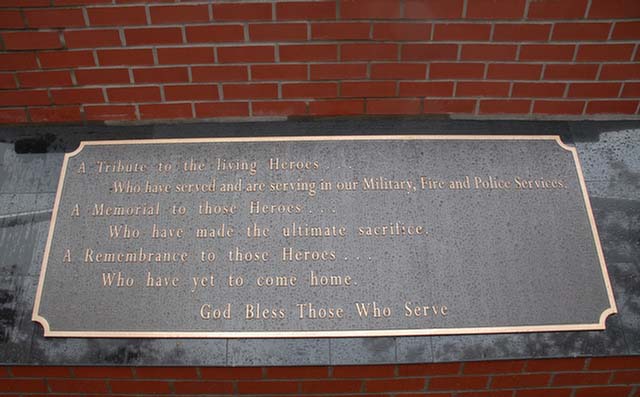 A Tribute to the living Heroes . . .
Who have served and are serving in our Military, Fire and Police Services.
A Memorial to those Heroes . . .
Who have made the ultimate sacrifice.
A Remembrance to those Heroes . . .
Who have yet to come home.
God Bless Those Who Serve